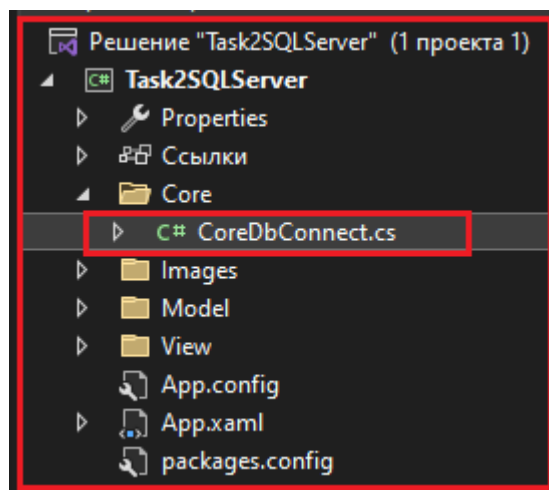 Решение "Task2SQLServer" (1 проекта 1)
C# Task2SQLServer
Properties
Ссылки
Core
C# CoreDbConnect.cs
Images
Model
View
App.config
App.xaml
packages.config